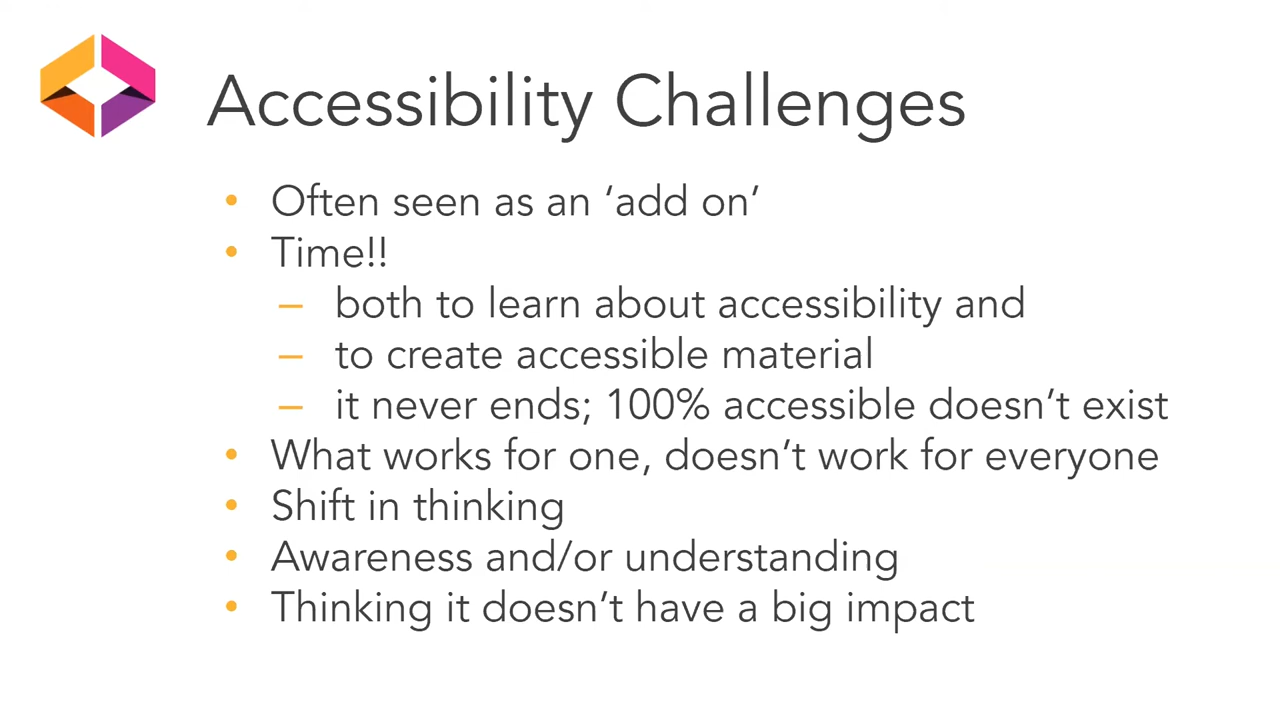 Accessibility Challenges
• Often seen as an ‘add on’
• Time!!
– both to learn about accessibility and
– to create accessible material
– it never ends; 100% accessible doesn’t exist
• What works for one, doesn’t work for everyone
• Shift in thinking
• Awareness and/or understanding
• Thinking it doesn’t have a big impact